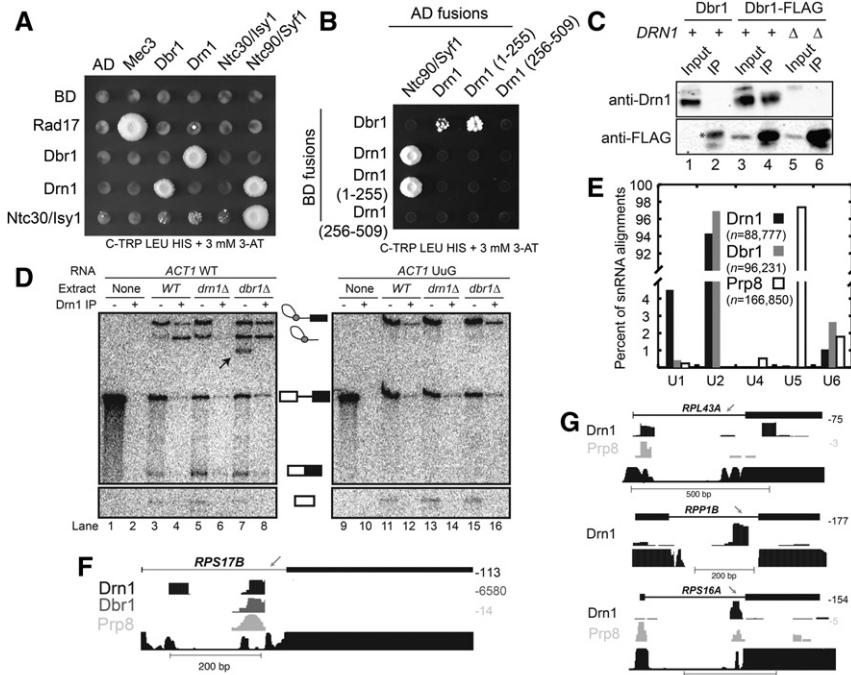 A
AD
Mec3
Dbr1
Drn1
Ntc30/Isy1
Ntc90/Syf1
BD
Rad17
Dbr1
Drn1
Ntc30/Isy1
C-TRP LEU HIS + 3 mM 3-AT
B
AD fusions
Ntc90/Syf1
Drn1
Drn1 (1-255)
Drn1 (256-509)
BD fusions
Dbr1
Drn1
Drn1
(1-255)
Drn1
(256-509)
C-TRP LEU HIS + 3 mM 3-AT
C
Dbr1 Dbr1-FLAG
DRN1 + + + + Δ Δ
Input IP Input IP Input IP
anti-Drn1
anti-FLAG
*
1 2 3 4 5 6
D
RNA ACT1 WT ACT1 UuG
Extract None WT drn1Δ dbr1Δ None WT drn1Δ dbr1Δ
Drn1 IP - + - + - + - + - + - + - + - +
Lane 1 2 3 4 5 6 7 8 9 10 11 12 13 14 15 16
E
Percent of snRNA alignments
100
98
96
94
92
4
3
2
1
Drn1
(n=88,777)
Dbr1
(n=96,231)
Prp8
(n=166,850)
U1 U2 U4 U5 U6
F
RPS17B
Drn1
Dbr1
Prp8
-113
-6580
-14
200 bp
G
RPL43A
Drn1
Prp8
-75
-3
500 bp
RPP1B
Drn1
-177
200 bp
RPS16A
Drn1
Prp8
-154
-5